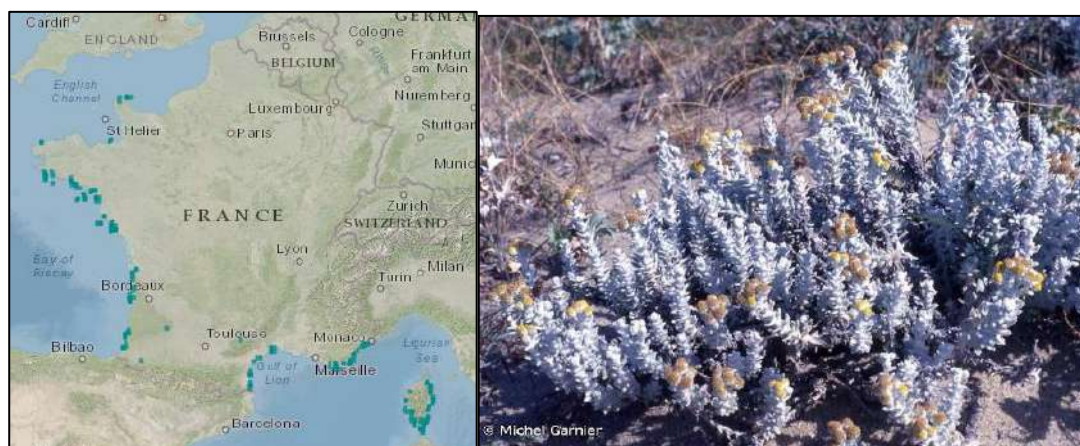 Cardiff
ENGLAND
Brussels
BELGIUM
Cologne
Rhine
GERMAN
Frankfurt
am Main
Nuremberg
English
Channel
Luxembourg
St Helier
Paris
Stuttgar
Munic
Zurich
SWITZERLAND
FRANCE
Lyon
Milan
Turin
Bay of
Biscay
Bordeaux
Toulouse
Monaco
Ligurian
Sea
Bilbao
Gulf of
Lion
Marseille
Barcelona
© Michel Garnier